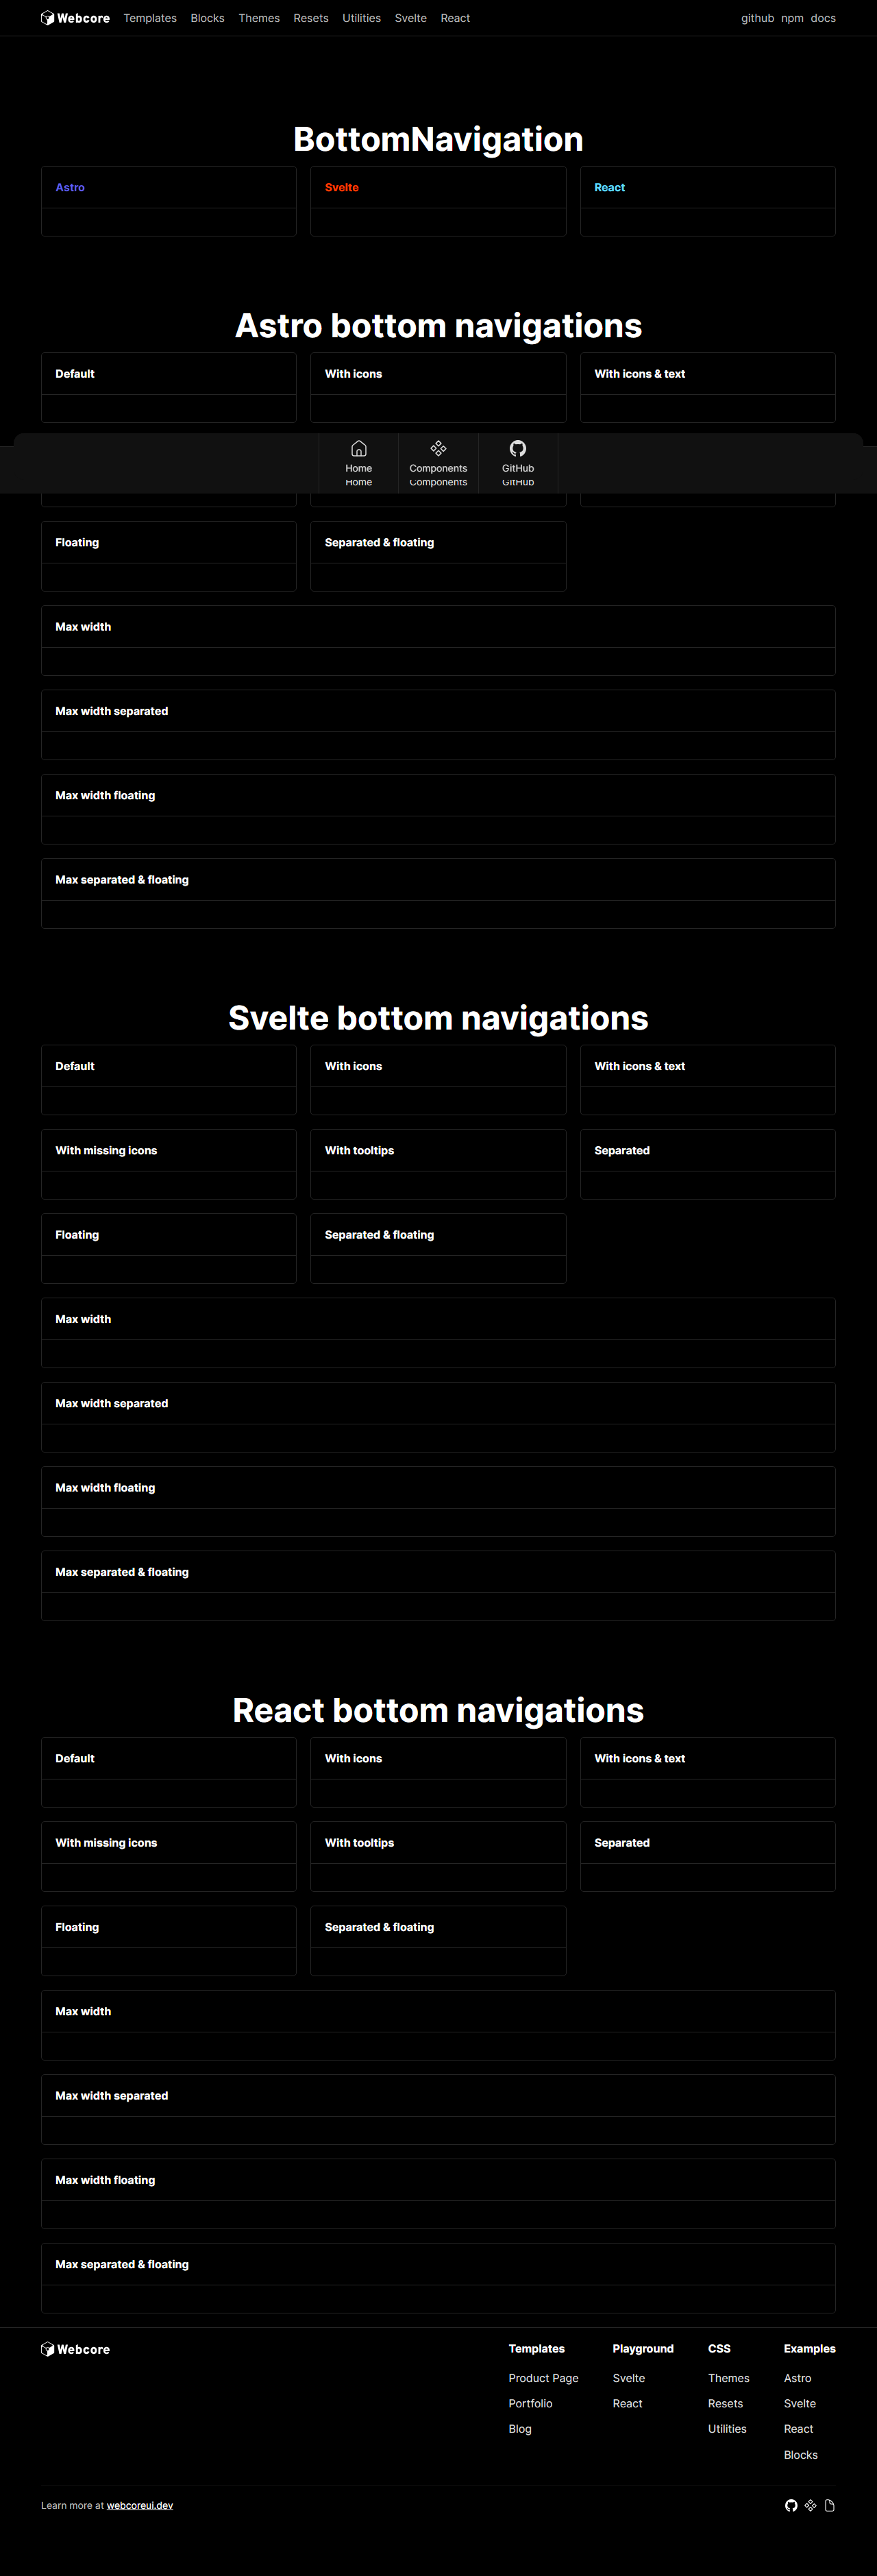 Webcore Templates Blocks Themes Resets Utilities Svelte React github npm docs
BottomNavigation
Astro Svelte React
Astro bottom navigations
Default With icons With icons & text
Home Components GitHub
Home Components GitHub
Floating Separated & floating
Max width
Max width separated
Max width floating
Max separated & floating
Svelte bottom navigations
Default With icons With icons & text
With missing icons With tooltips Separated
Floating Separated & floating
Max width
Max width separated
Max width floating
Max separated & floating
React bottom navigations
Default With icons With icons & text
With missing icons With tooltips Separated
Floating Separated & floating
Max width
Max width separated
Max width floating
Max separated & floating
Webcore Templates Playground CSS Examples
Product Page Svelte Themes Astro
Portfolio React Resets Svelte
Blog Utilities React
Blocks
Learn more at webcoreui.dev